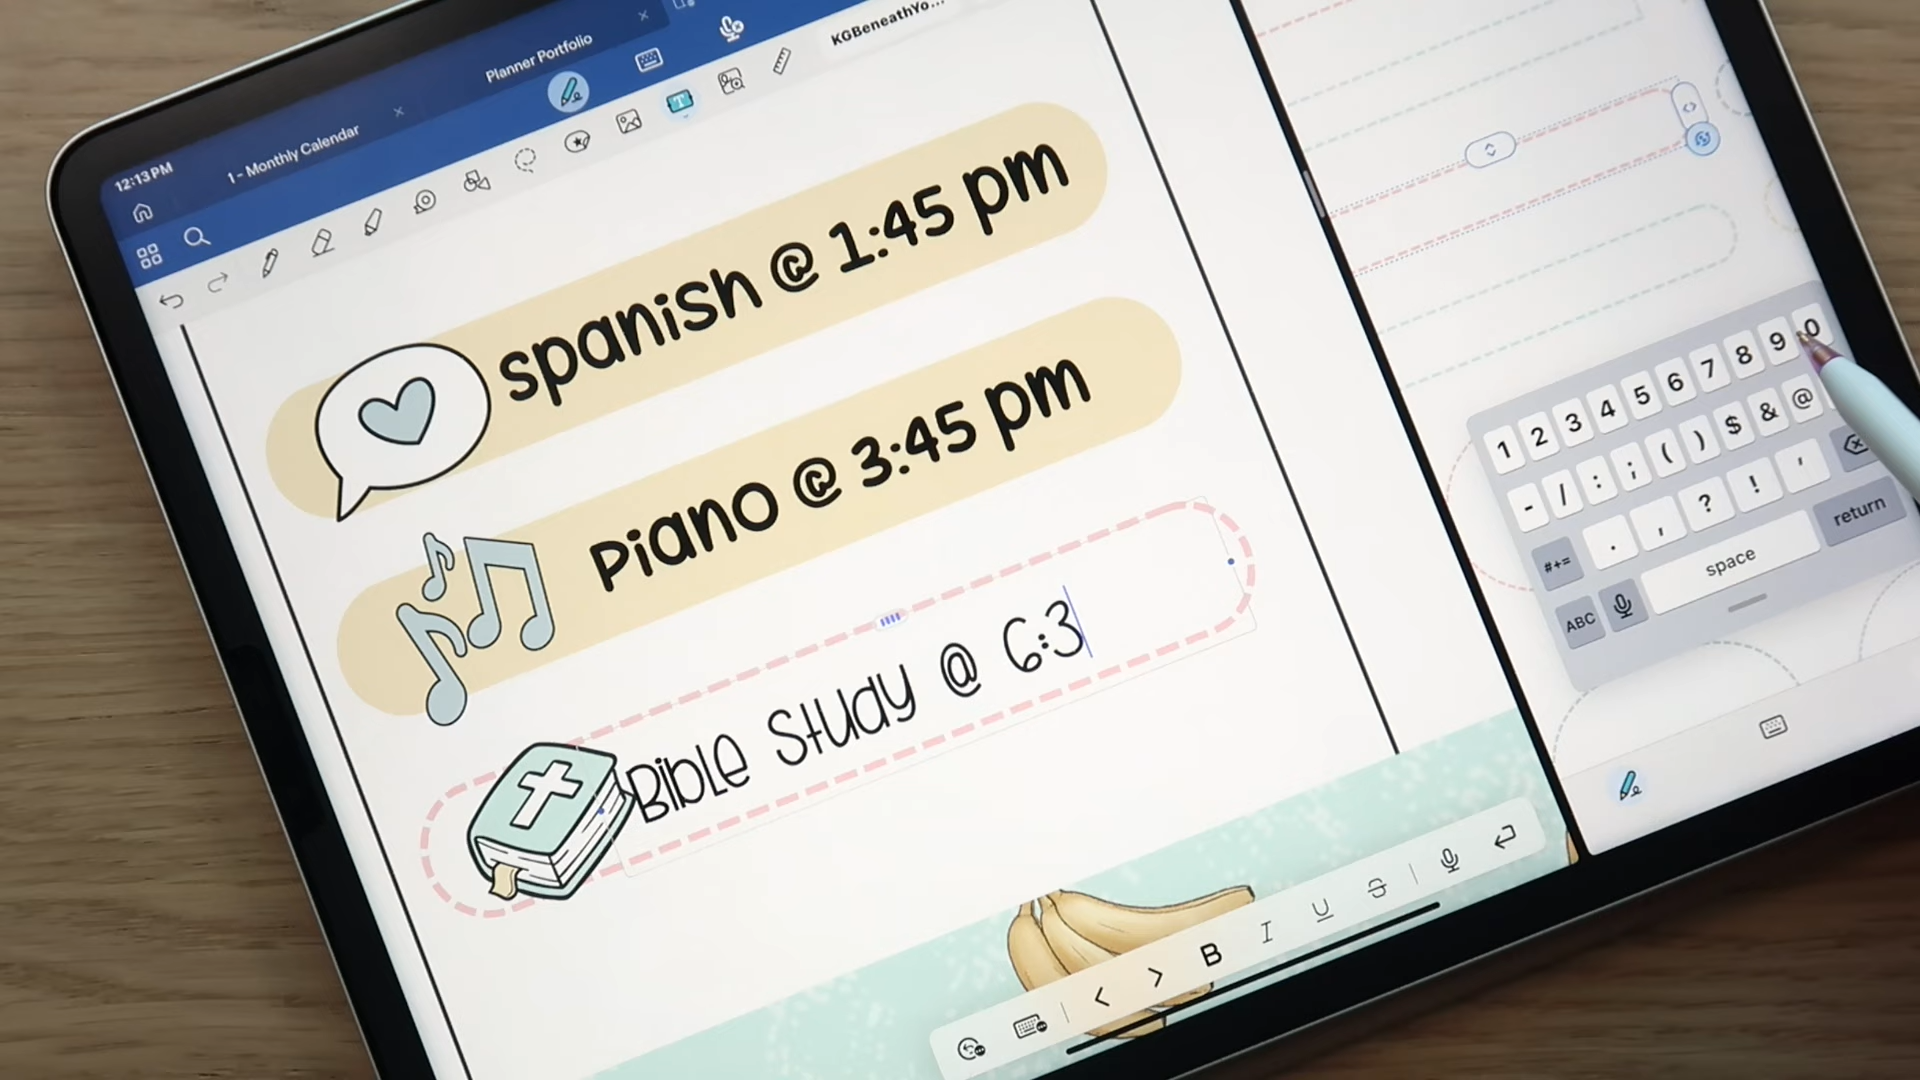 Planner Portfolio
12:13 PM
1 - Monthly Calendar
KGBeneathYo...
spanish @ 1:45 pm
Piano @ 3:45 pm
Bible Study @ 6:3
1 2 3 4 5 6 7 8 9 0
- / : ; ( ) $ & @
. , ? ! '
return
#+=
space
ABC
B I U S